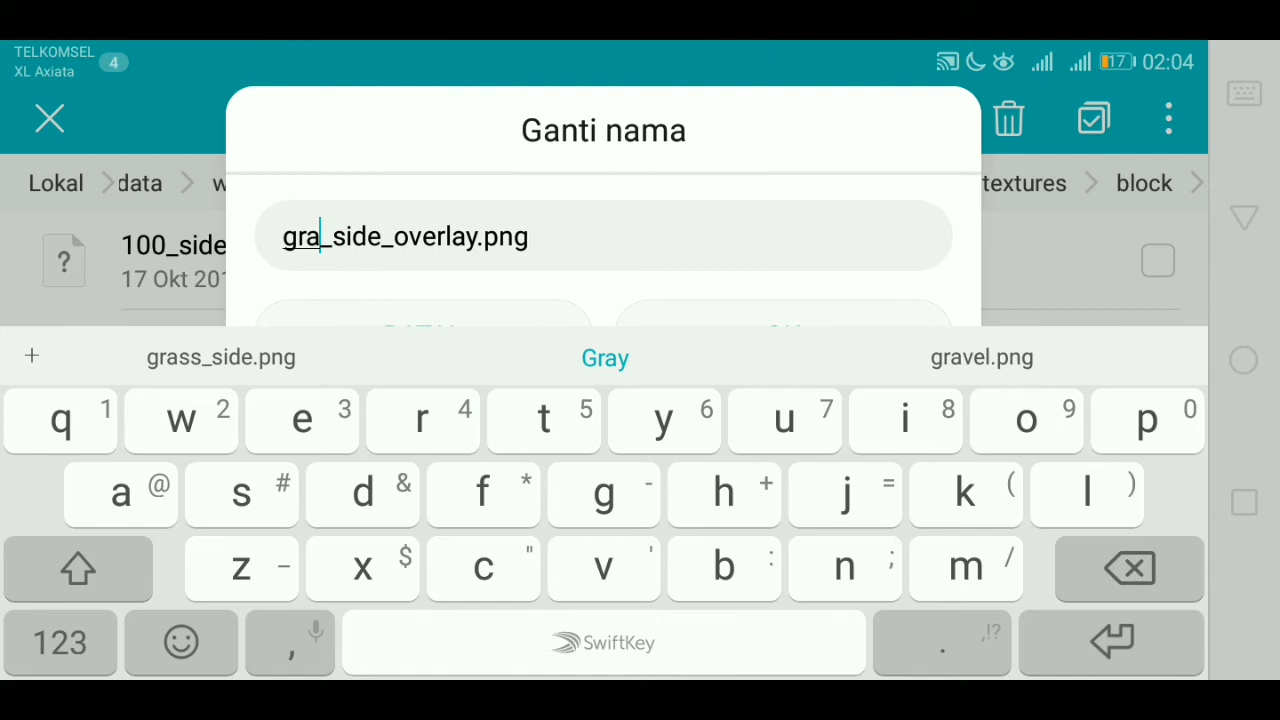 TELKOMSEL
XL Axiata
4
17 02:04
Ganti nama
Lokal data textures block
gra_side_overlay.png
100_side
17 Okt 201
+ grass_side.png Gray gravel.png
q 1 w 2 e 3 r 4 t 5 y 6 u 7 i 8 o 9 p 0
a @ s # d & f * g - h + j = k ( l )
z _ x $ c " v ' b : n ; m /
123 , SwiftKey . ,!?